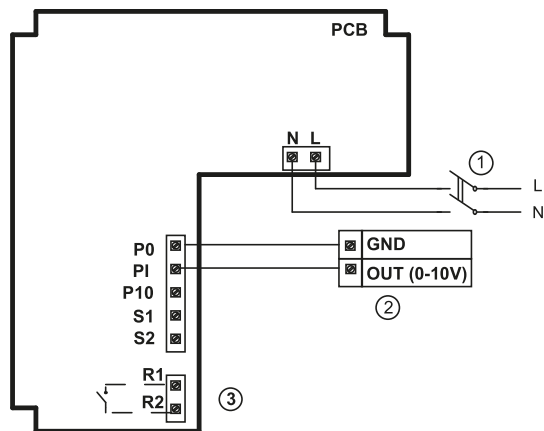 PCB
N L
①
L
N
P0
GND
PI
OUT (0-10V)
P10
②
S1
S2
R1
③
R2